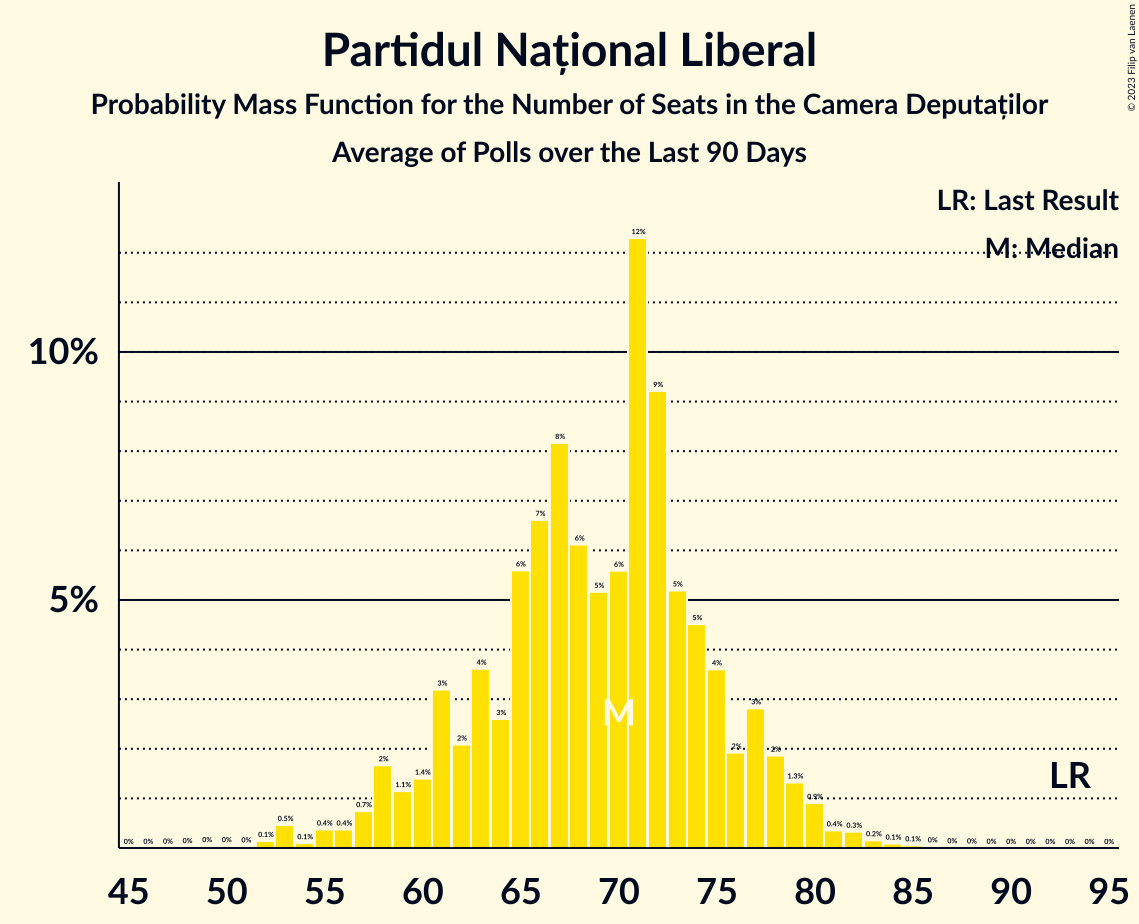 Partidul Național Liberal
Probability Mass Function for the Number of Seats in the Camera Deputaților
Average of Polls over the Last 90 Days
© 2023 Filip van Laenen
LR: Last Result
M: Median
10%
5%
0% 0% 0% 0% 0% 0% 0% 0.1% 0.5% 0.1% 0.4% 0.4% 0.7% 2% 1.1% 1.4% 3% 2% 4% 3% 6% 7% 8% 6% 5% 6% 12% 9% 5% 5% 4% 2% 3% 2% 1.3% 0.9% 0.4% 0.3% 0.2% 0.1% 0.1% 0% 0% 0% 0% 0% 0% 0% 0% 0% 0%
M
LR
45 50 55 60 65 70 75 80 85 90 95